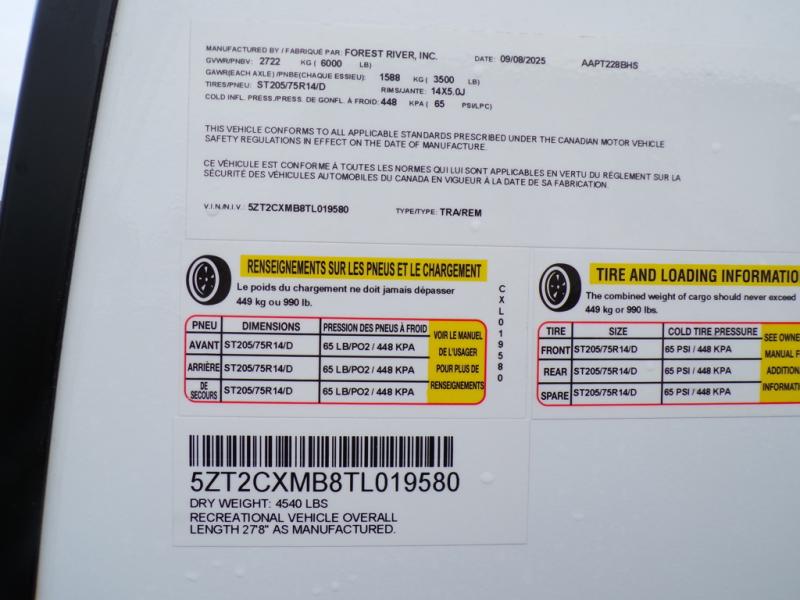 MANUFACTURED BY / FABRIQUÉ PAR: FOREST RIVER, INC. DATE: 09/08/2025 AAPT228BHS
GVWR/PNBV: 2722 KG ( 6000 LB)
GAWR(EACH AXLE) /PNBE(CHAQUE ESSIEU): 1588 KG ( 3500 LB)
TIRES/PNEU: ST205/75R14/D RIMS/JANTE: 14X5.0J
COLD INFL. PRESS./PRESS. DE GONFL. À FROID: 448 KPA ( 65 PSI/LPC)
THIS VEHICLE CONFORMS TO ALL APPLICABLE STANDARDS PRESCRIBED UNDER THE CANADIAN MOTOR VEHICLE
SAFETY REGULATIONS IN EFFECT ON THE DATE OF MANUFACTURE.
CE VÉHICULE EST CONFORME À TOUTES LES NORMES QUI LUI SONT APPLICABLES EN VERTU DU RÉGLEMENT SUR LA
SÉCURITÉ DES VÉHICULES AUTOMOBILES DU CANADA EN VIGUEUR À LA DATE DE SA FABRICATION.
V.I.N./N.I.V.: 5ZT2CXMB8TL019580 TYPE/TYPE: TRA/REM
RENSEIGNEMENTS SUR LES PNEUS ET LE CHARGEMENT
Le poids du chargement ne doit jamais dépasser
449 kg ou 990 lb.
PNEU DIMENSIONS PRESSION DES PNEUS À FROID
AVANT ST205/75R14/D 65 LB/PO2 / 448 KPA
ARRIÈRE ST205/75R14/D 65 LB/PO2 / 448 KPA
DE SECOURS ST205/75R14/D 65 LB/PO2 / 448 KPA
VOIR LE MANUEL
DE L'USAGER
POUR PLUS DE
RENSEIGNEMENTS
CXL019580
TIRE AND LOADING INFORMATIO
The combined weight of cargo should never exceed
449 kg or 990 lbs.
TIRE SIZE COLD TIRE PRESSURE
FRONT ST205/75R14/D 65 PSI / 448 KPA
REAR ST205/75R14/D 65 PSI / 448 KPA
SPARE ST205/75R14/D 65 PSI / 448 KPA
SEE OWNE
MANUAL F
ADDITION
INFORMATI
5ZT2CXMB8TL019580
DRY WEIGHT: 4540 LBS
RECREATIONAL VEHICLE OVERALL
LENGTH 27'8" AS MANUFACTURED.